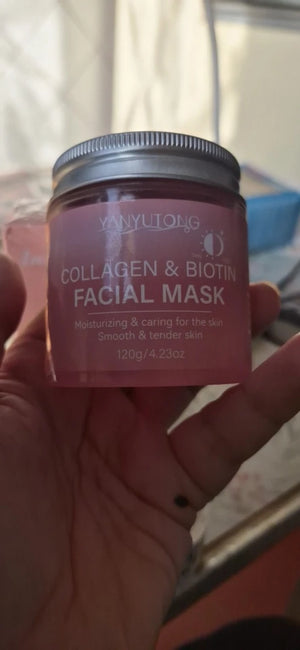 YANYUTONG
COLLAGEN & BIOTIN
FACIAL MASK
Moisturizing & caring for the skin
Smooth & tender skin
120g/4.23oz